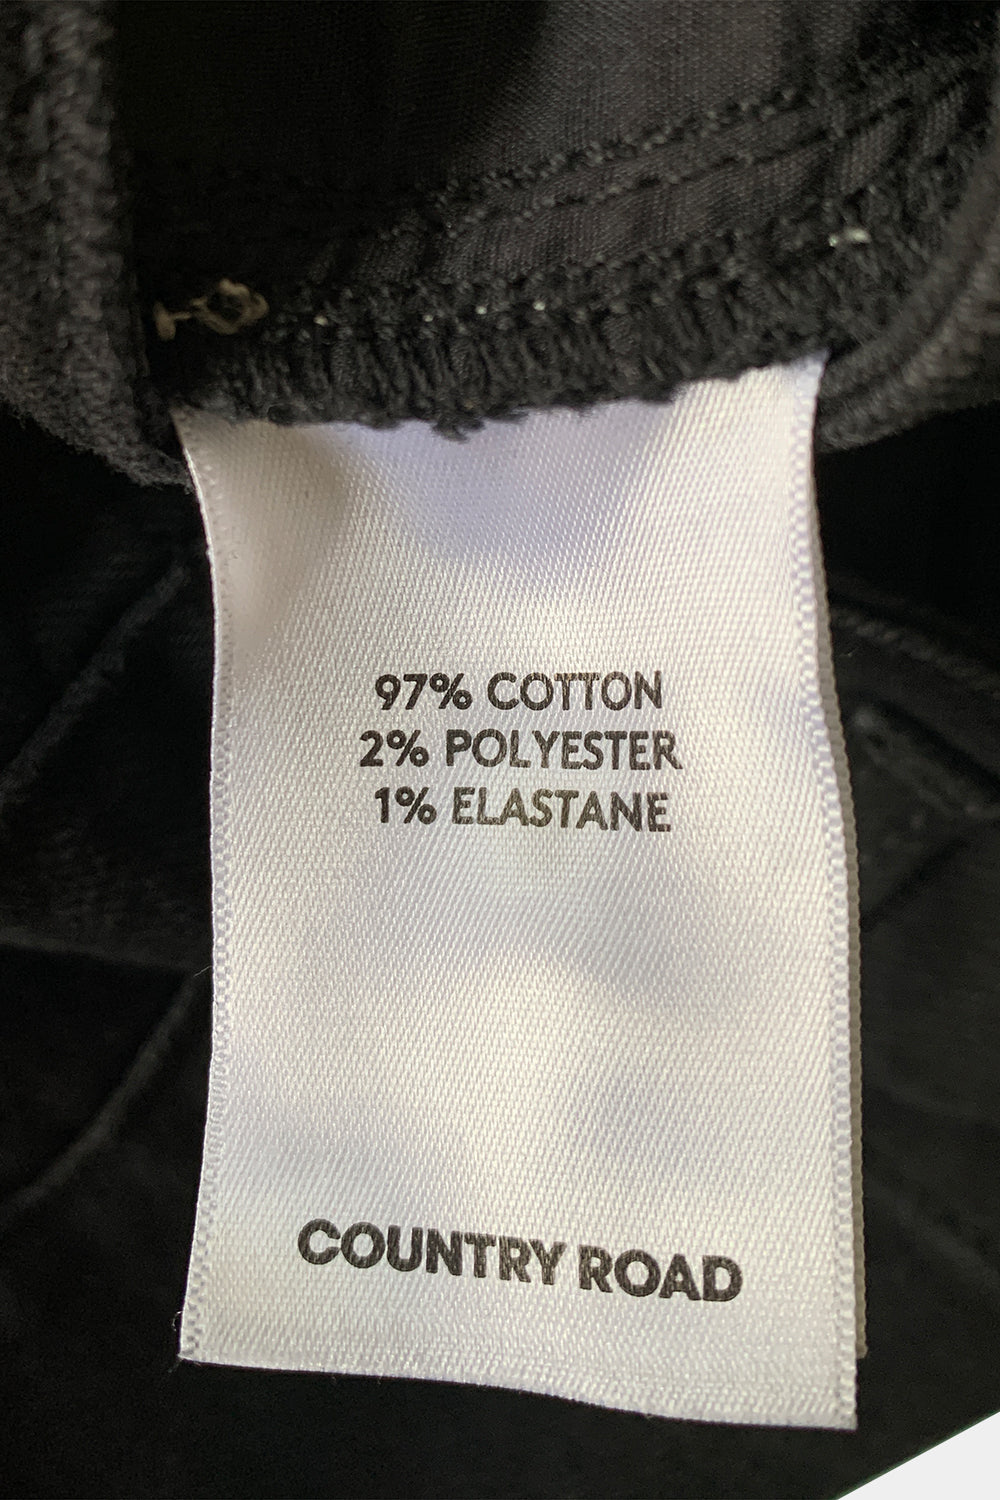 97% COTTON
2% POLYESTER
1% ELASTANE
COUNTRY ROAD